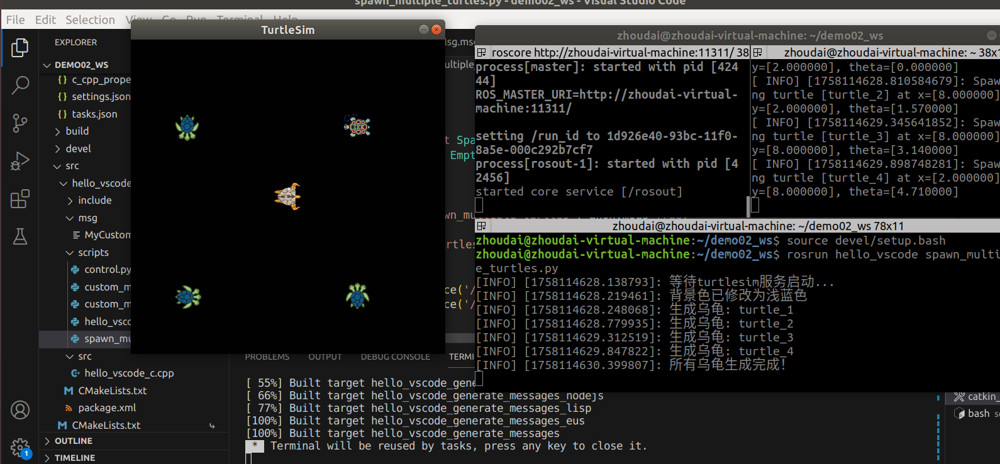 spawn_multiple_turtles.py - demo02_ws - Visual Studio Code
File Edit Selection View Go Run Terminal Help
EXPLORER
DEMO02_WS
c_cpp_prope
settings.json
tasks.json
build
devel
src
hello_vscode
include
msg
MyCustom
scripts
control.py
custom_m
custom_m
hello_vsco
spawn_mu
src
hello_vscode_c.cpp
CMakeLists.txt
package.xml
CMakeLists.txt
OUTLINE
TIMELINE
1
TurtleSim
sg.mse
ultiple_
t Spa
Empt
wn_multiple_turtles', anonymous=True)
rtles
ce('/
ce('/
PROBLEMS OUTPUT DEBUG CONSOLE TERMI
[ 55%] Built target hello_vscode_gene
[ 66%] Built target hello_vscode_generate_messages_nodejs
[ 77%] Built target hello_vscode_generate_messages_lisp
[100%] Built target hello_vscode_generate_messages_eus
[100%] Built target hello_vscode_generate_messages
* Terminal will be reused by tasks, press any key to close it.
catkin_
bash
zhoudai@zhoudai-virtual-machine: ~/demo02_ws
roscore http://zhoudai-virtual-machine:11311/ 38
process[master]: started with pid [424
44]
ROS_MASTER_URI=http://zhoudai-virtual-
machine:11311/
setting /run_id to 1d926e40-93bc-11f0-
8a5e-000c292b7cf7
process[rosout-1]: started with pid [4
2456]
started core service [/rosout]
zhoudai@zhoudai-virtual-machine: ~ 38x1
y=[2.000000], theta=[0.000000]
[ INFO] [1758114628.810584679]: Spaw
ng turtle [turtle_2] at x=[8.000000]
y=[2.000000], theta=[1.570000]
[ INFO] [1758114629.345641852]: Spaw
ng turtle [turtle_3] at x=[8.000000]
y=[8.000000], theta=[3.140000]
[ INFO] [1758114629.898748281]: Spaw
ng turtle [turtle_4] at x=[2.000000]
y=[8.000000], theta=[4.710000]
zhoudai@zhoudai-virtual-machine: ~/demo02_ws 78x11
zhoudai@zhoudai-virtual-machine:~/demo02_ws$ source devel/setup.bash
zhoudai@zhoudai-virtual-machine:~/demo02_ws$ rosrun hello_vscode spawn_multi
e_turtles.py
[INFO] [1758114628.138793]: 等待turtlesim服务启动...
[INFO] [1758114628.219461]: 背景色已修改为浅蓝色
[INFO] [1758114628.248068]: 生成乌龟: turtle_1
[INFO] [1758114628.779935]: 生成乌龟: turtle_2
[INFO] [1758114629.312519]: 生成乌龟: turtle_3
[INFO] [1758114629.847822]: 生成乌龟: turtle_4
[INFO] [1758114630.399807]: 所有乌龟生成完成!